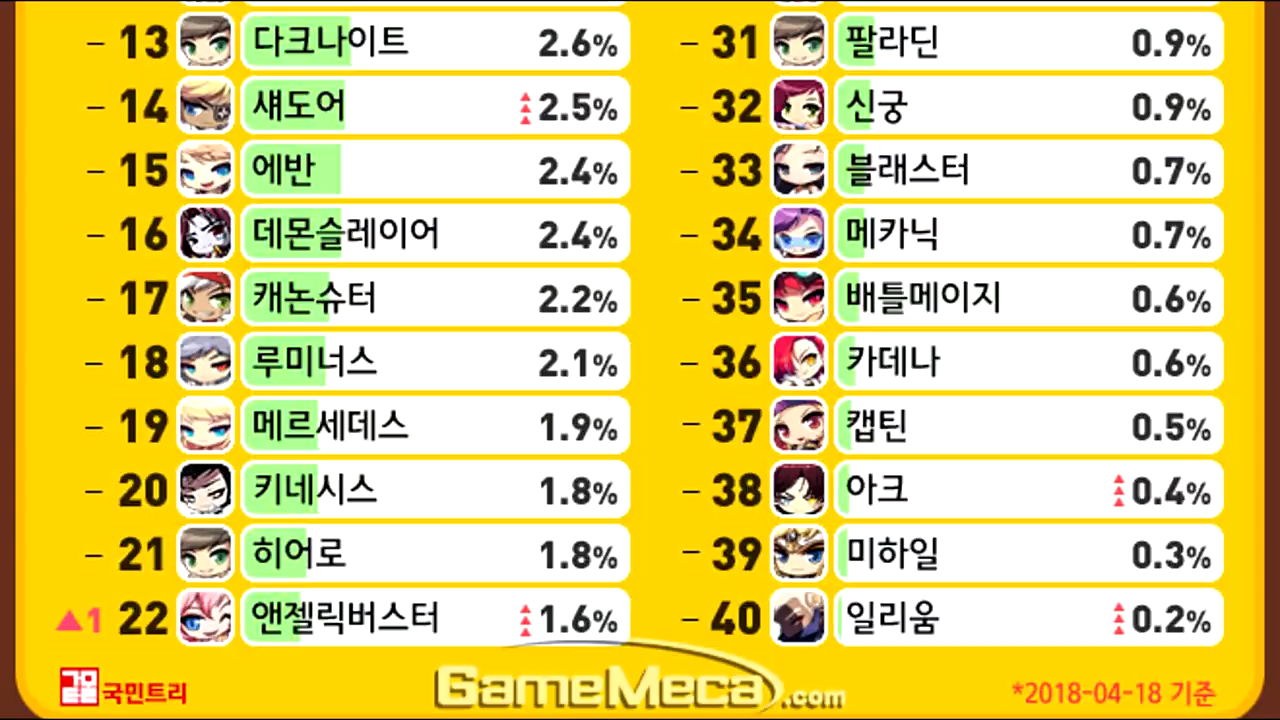 – 13 다크나이트 2.6%
– 14 섀도어 2.5%
– 15 에반 2.4%
– 16 데몬슬레이어 2.4%
– 17 캐논슈터 2.2%
– 18 루미너스 2.1%
– 19 메르세데스 1.9%
– 20 키네시스 1.8%
– 21 히어로 1.8%
▲1 22 앤젤릭버스터 1.6%
– 31 팔라딘 0.9%
– 32 신궁 0.9%
– 33 블래스터 0.7%
– 34 메카닉 0.7%
– 35 배틀메이지 0.6%
– 36 카데나 0.6%
– 37 캡틴 0.5%
– 38 아크 0.4%
– 39 미하일 0.3%
– 40 일리움 0.2%
국민트리
GameMeca.com
*2018-04-18 기준